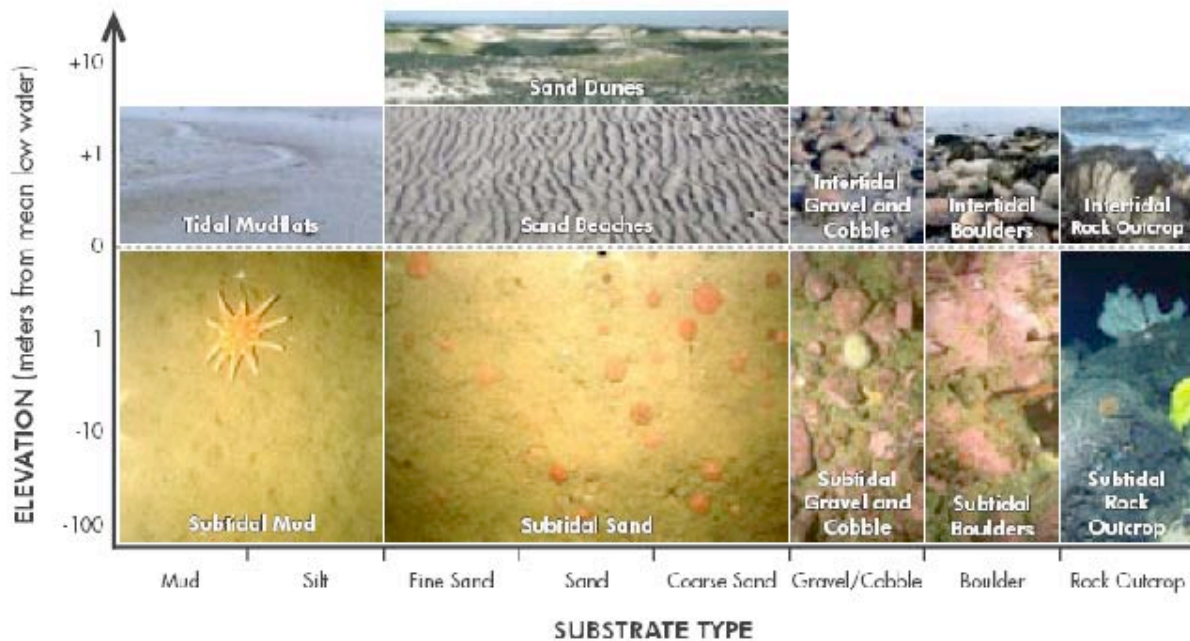 +10
Sand Dunes
+1
Tidal Mudflats
Sand Beaches
Intertidal
Gravel and
Cobble
Intertidal
Boulders
Intertidal
Rock Outcrop
0
ELEVATION (meters from mean low water)
1
-10
-100
Subtidal Mud
Subtidal Sand
Subtidal
Gravel and
Cobble
Subtidal
Boulders
Subtidal
Rock
Outcrop
Mud
Silt
Fine Sand
Sand
Coarse Sand
Gravel/Cobble
Boulder
Rock Outcrop
SUBSTRATE TYPE